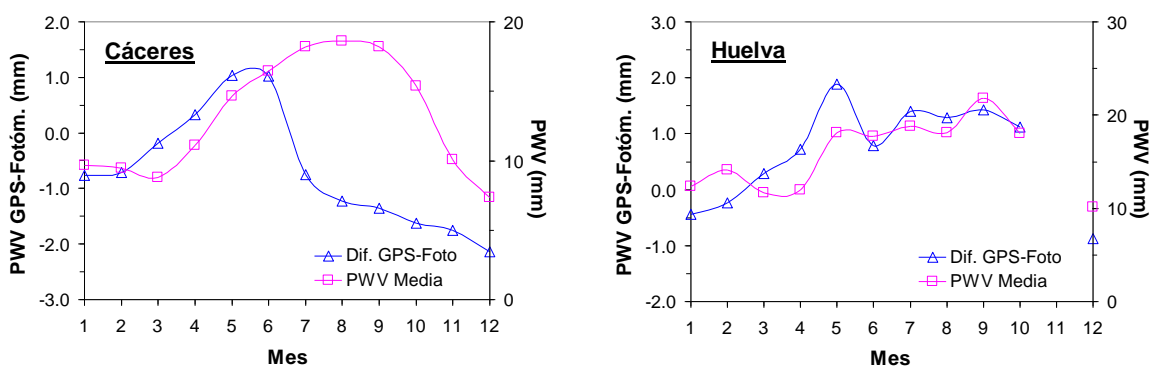 Cáceres
PWV GPS-Fotóm. (mm)
2.0
1.0
0.0
-1.0
-2.0
-3.0
20
10
0
PWV (mm)
Dif. GPS-Foto
PWV Media
1 2 3 4 5 6 7 8 9 10 11 12
Mes
Huelva
PWV GPS-Fotóm. (mm)
3.0
2.0
1.0
0.0
-1.0
-2.0
30
20
10
0
PWV (mm)
Dif. GPS-Foto
PWV Media
1 2 3 4 5 6 7 8 9 10 11 12
Mes